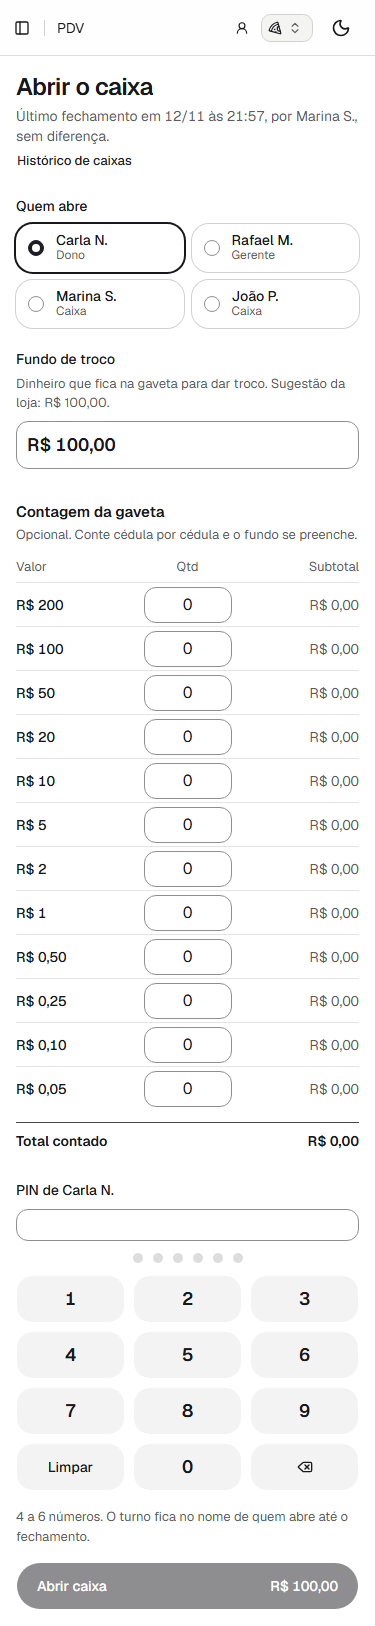 PDV
Abrir o caixa
Último fechamento em 12/11 às 21:57, por Marina S.,
sem diferença.
Histórico de caixas
Quem abre
Carla N.
Dono
Rafael M.
Gerente
Marina S.
Caixa
João P.
Caixa
Fundo de troco
Dinheiro que fica na gaveta para dar troco. Sugestão da
loja: R$ 100,00.
R$ 100,00
Contagem da gaveta
Opcional. Conte cédula por cédula e o fundo se preenche.
Valor Qtd Subtotal
R$ 200 0 R$ 0,00
R$ 100 0 R$ 0,00
R$ 50 0 R$ 0,00
R$ 20 0 R$ 0,00
R$ 10 0 R$ 0,00
R$ 5 0 R$ 0,00
R$ 2 0 R$ 0,00
R$ 1 0 R$ 0,00
R$ 0,50 0 R$ 0,00
R$ 0,25 0 R$ 0,00
R$ 0,10 0 R$ 0,00
R$ 0,05 0 R$ 0,00
Total contado R$ 0,00
PIN de Carla N.
1 2 3
4 5 6
7 8 9
Limpar 0
4 a 6 números. O turno fica no nome de quem abre até o
fechamento.
Abrir caixa R$ 100,00